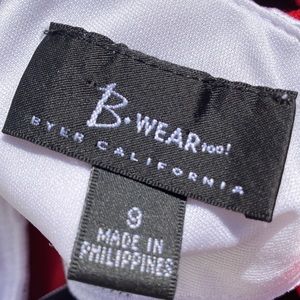 B. WEAR too!
BYER CALIFORNIA
9
MADE IN
PHILIPPINES